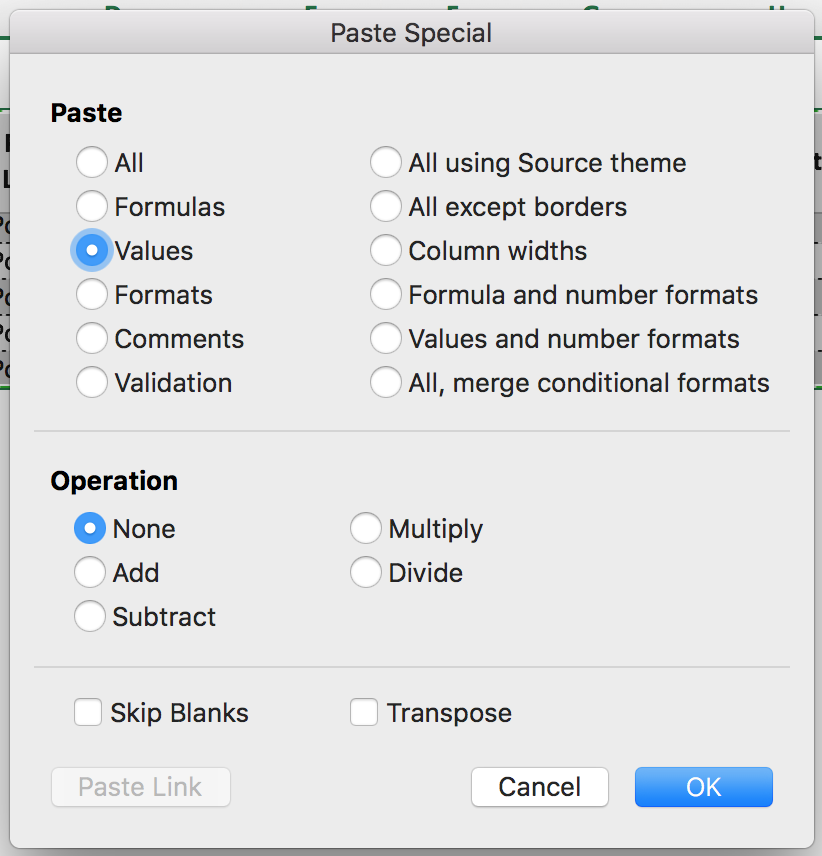 Paste Special
Paste
All
All using Source theme
Formulas
All except borders
Values
Column widths
Formats
Formula and number formats
Comments
Values and number formats
Validation
All, merge conditional formats
Operation
None
Multiply
Add
Divide
Subtract
Skip Blanks
Transpose
Paste Link
Cancel
OK